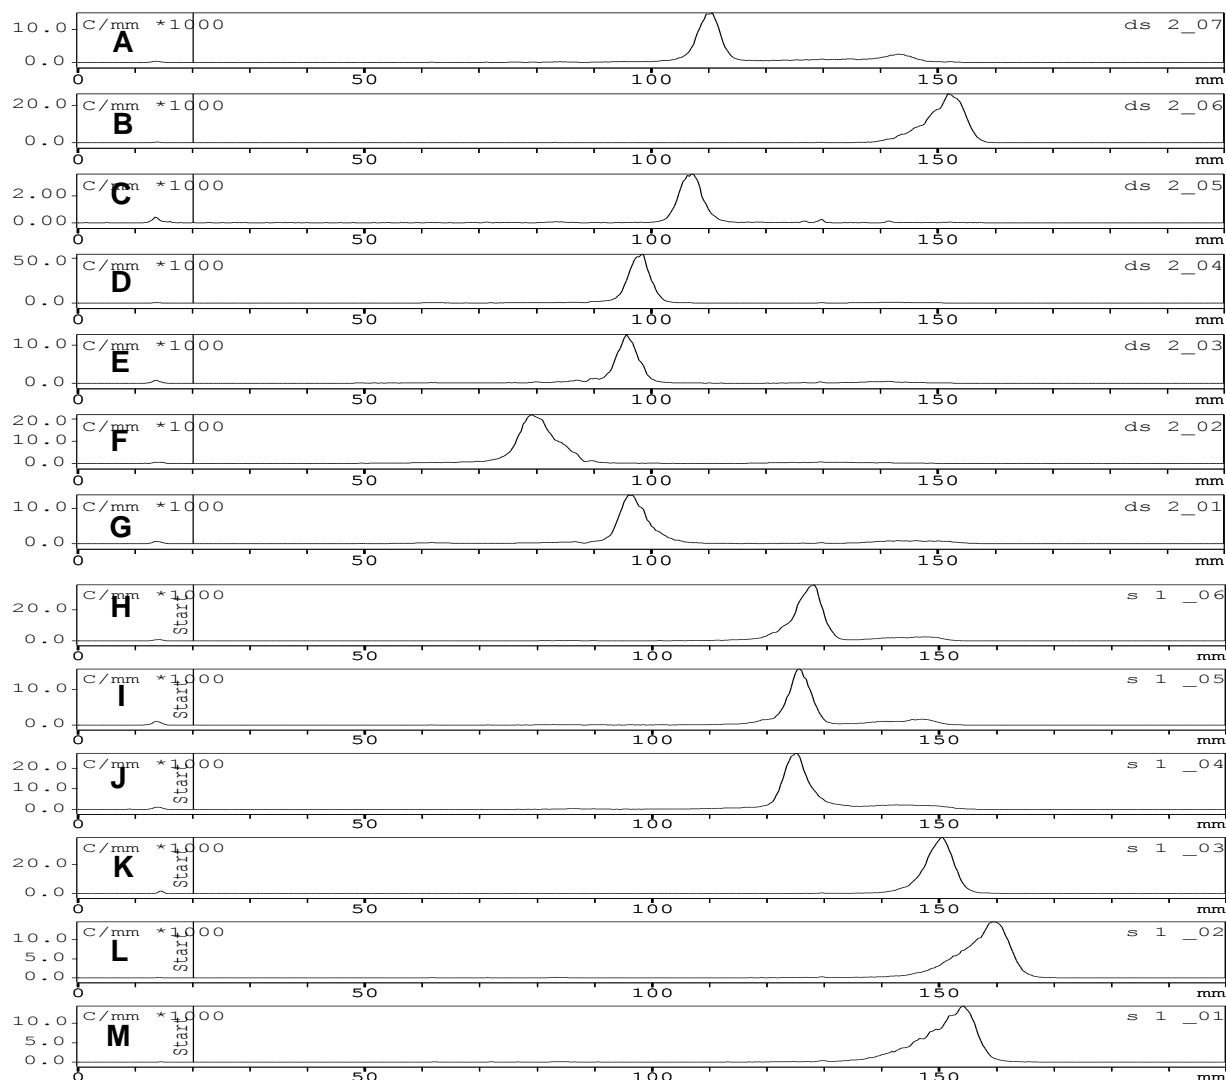 10.0 C/mm *1000 ds 2_07
A
0.0
0 50 100 150 mm
20.0 C/mm *1000 ds 2_06
B
0.0
0 50 100 150 mm
C/mm *1000 ds 2_05
C
2.00
0.00
0 50 100 150 mm
50.0 C/mm *1000 ds 2_04
D
0.0
0 50 100 150 mm
10.0 C/mm *1000 ds 2_03
E
0.0
0 50 100 150 mm
20.0 C/mm *1000 ds 2_02
10.0 F
0.0
0 50 100 150 mm
10.0 C/mm *1000 ds 2_01
G
0.0
0 50 100 150 mm
C/mm *1000 s 1 _06
20.0 H Start
0.0
0 50 100 150 mm
C/mm *1000 s 1 _05
10.0 I Start
0.0
0 50 100 150 mm
20.0 C/mm *1000 s 1 _04
10.0 J Start
0.0
0 50 100 150 mm
C/mm *1000 s 1 _03
20.0 K Start
0.0
0 50 100 150 mm
C/mm *1000 s 1 _02
10.0 L Start
5.0
0.0
0 50 100 150 mm
C/mm *1000 s 1 _01
10.0 M Start
5.0
0.0
0 50 100 150 mm